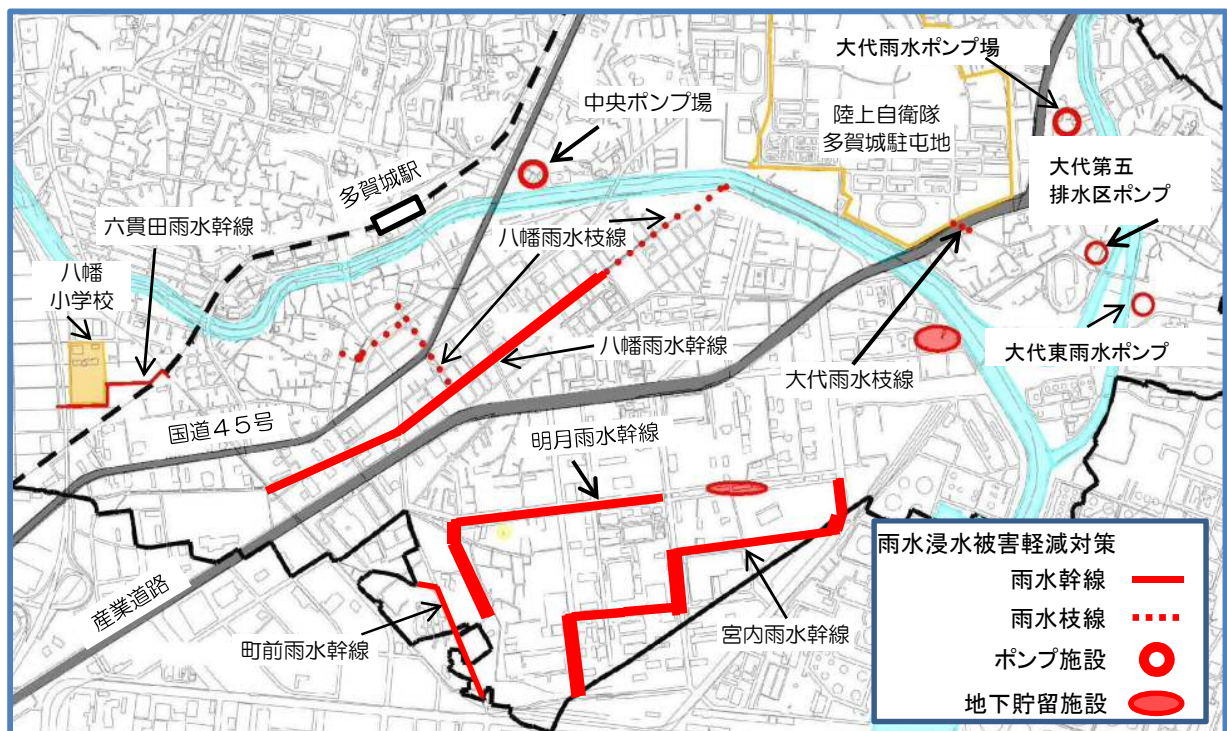 大代雨水ポンプ場
中央ポンプ場
陸上自衛隊
多賀城駐屯地
大代第五
排水区ポンプ
多賀城駅
六貫田雨水幹線
八幡雨水枝線
八幡
小学校
八幡雨水幹線
大代雨水枝線
大代東雨水ポンプ
国道45号
明月雨水幹線
産業道路
町前雨水幹線
宮内雨水幹線
雨水浸水被害軽減対策
雨水幹線
雨水枝線
ポンプ施設
地下貯留施設